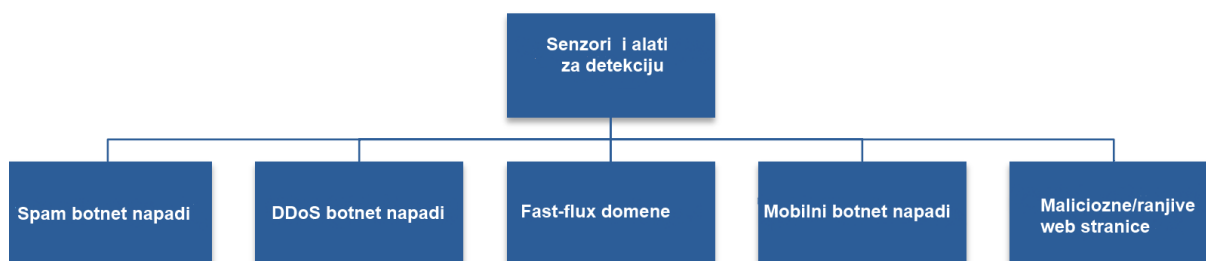 Senzori i alati
za detekciju
Spam botnet napadi
DDoS botnet napadi
Fast-flux domene
Mobilni botnet napadi
Maliciozne/ranjive
web stranice